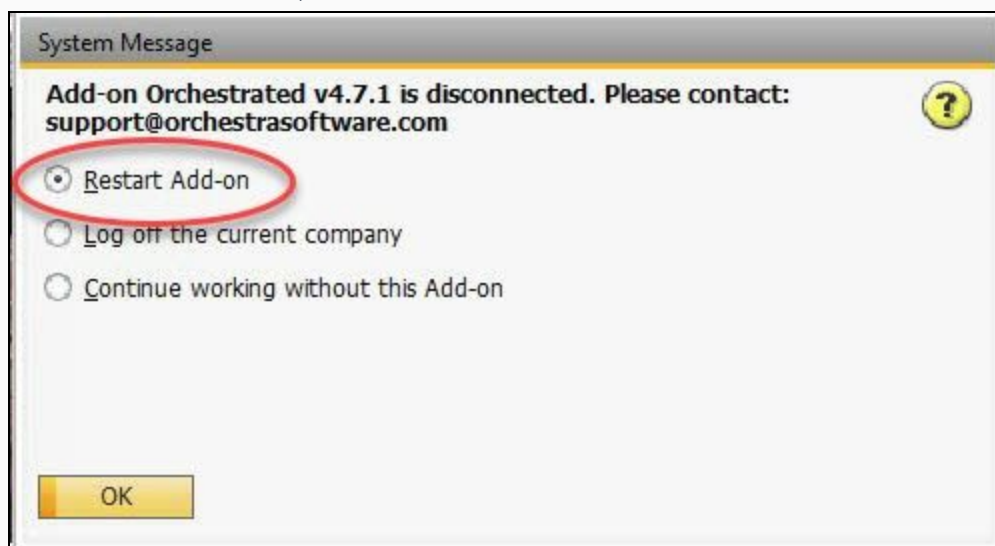 System Message
Add-on Orchestrated v4.7.1 is disconnected. Please contact:
support@orchestrasoftware.com
?
Restart Add-on
Log off the current company
Continue working without this Add-on
OK